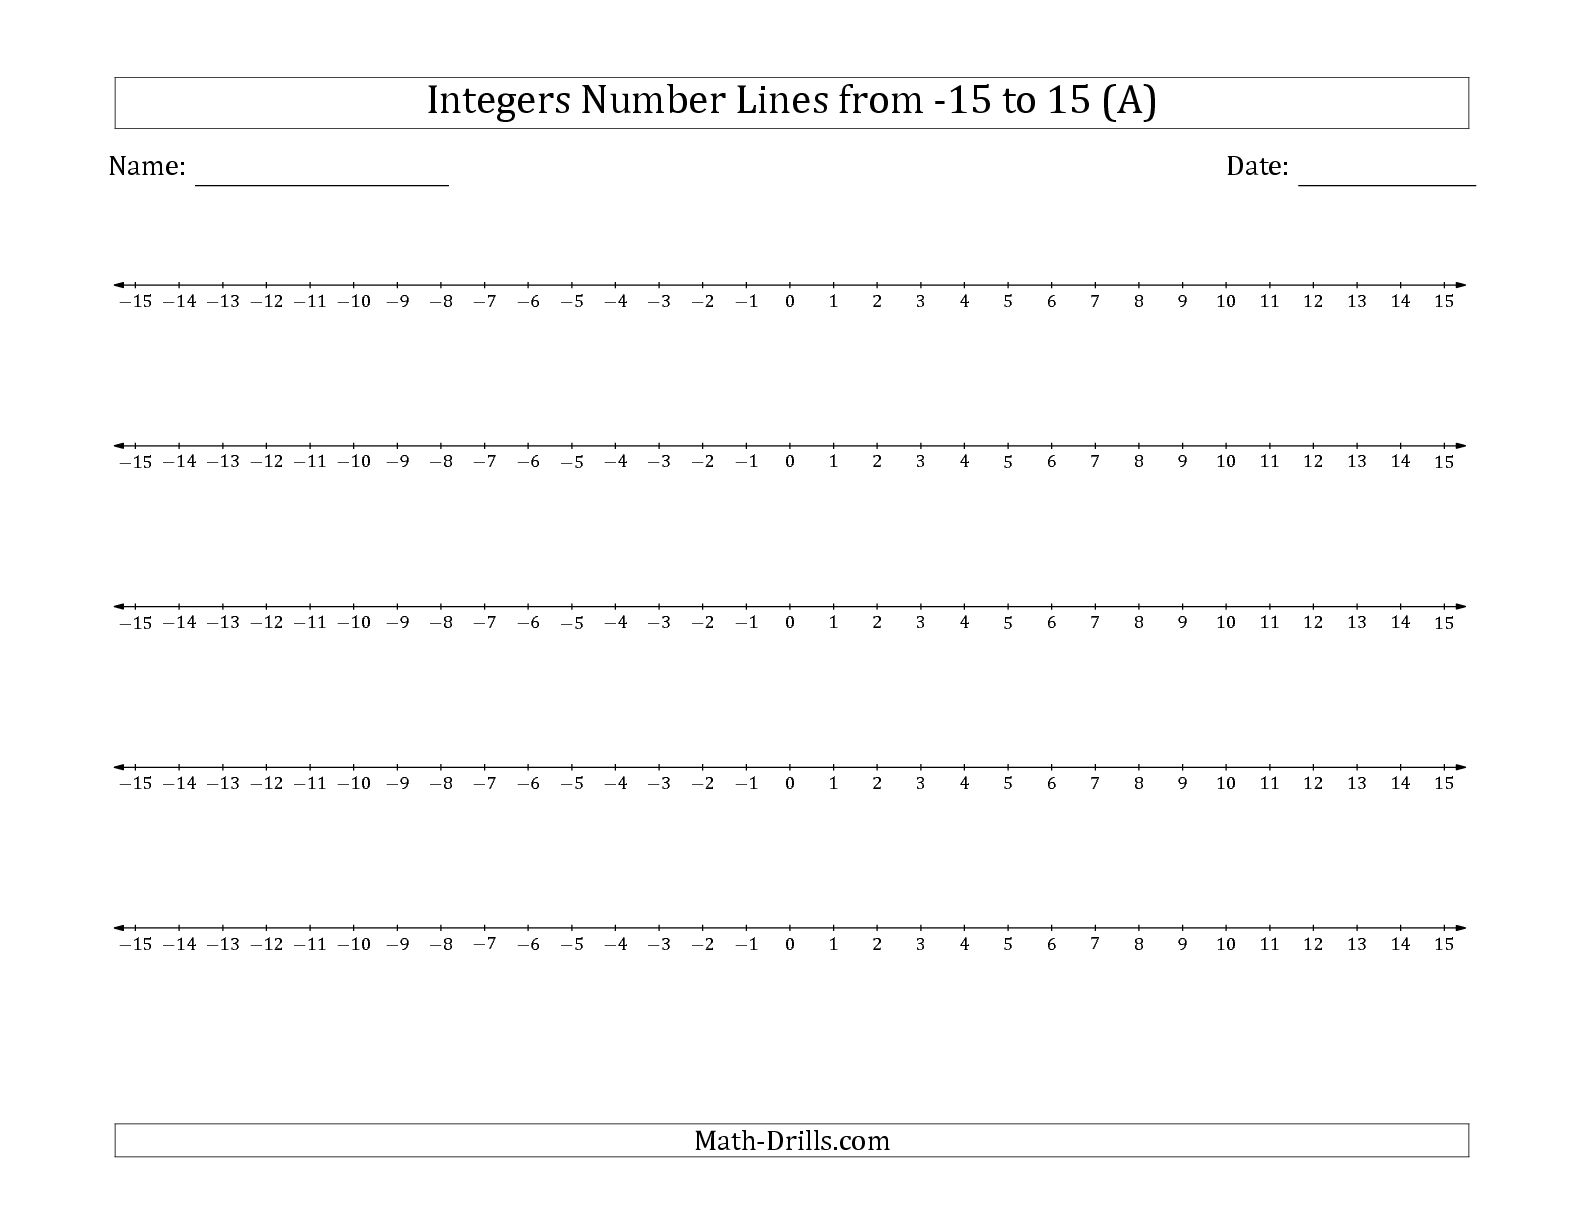 Integers Number Lines from -15 to 15 (A)
Name: Date:
−15 −14 −13 −12 −11 −10 −9 −8 −7 −6 −5 −4 −3 −2 −1 0 1 2 3 4 5 6 7 8 9 10 11 12 13 14 15
−15 −14 −13 −12 −11 −10 −9 −8 −7 −6 −5 −4 −3 −2 −1 0 1 2 3 4 5 6 7 8 9 10 11 12 13 14 15
−15 −14 −13 −12 −11 −10 −9 −8 −7 −6 −5 −4 −3 −2 −1 0 1 2 3 4 5 6 7 8 9 10 11 12 13 14 15
−15 −14 −13 −12 −11 −10 −9 −8 −7 −6 −5 −4 −3 −2 −1 0 1 2 3 4 5 6 7 8 9 10 11 12 13 14 15
−15 −14 −13 −12 −11 −10 −9 −8 −7 −6 −5 −4 −3 −2 −1 0 1 2 3 4 5 6 7 8 9 10 11 12 13 14 15
Math-Drills.com